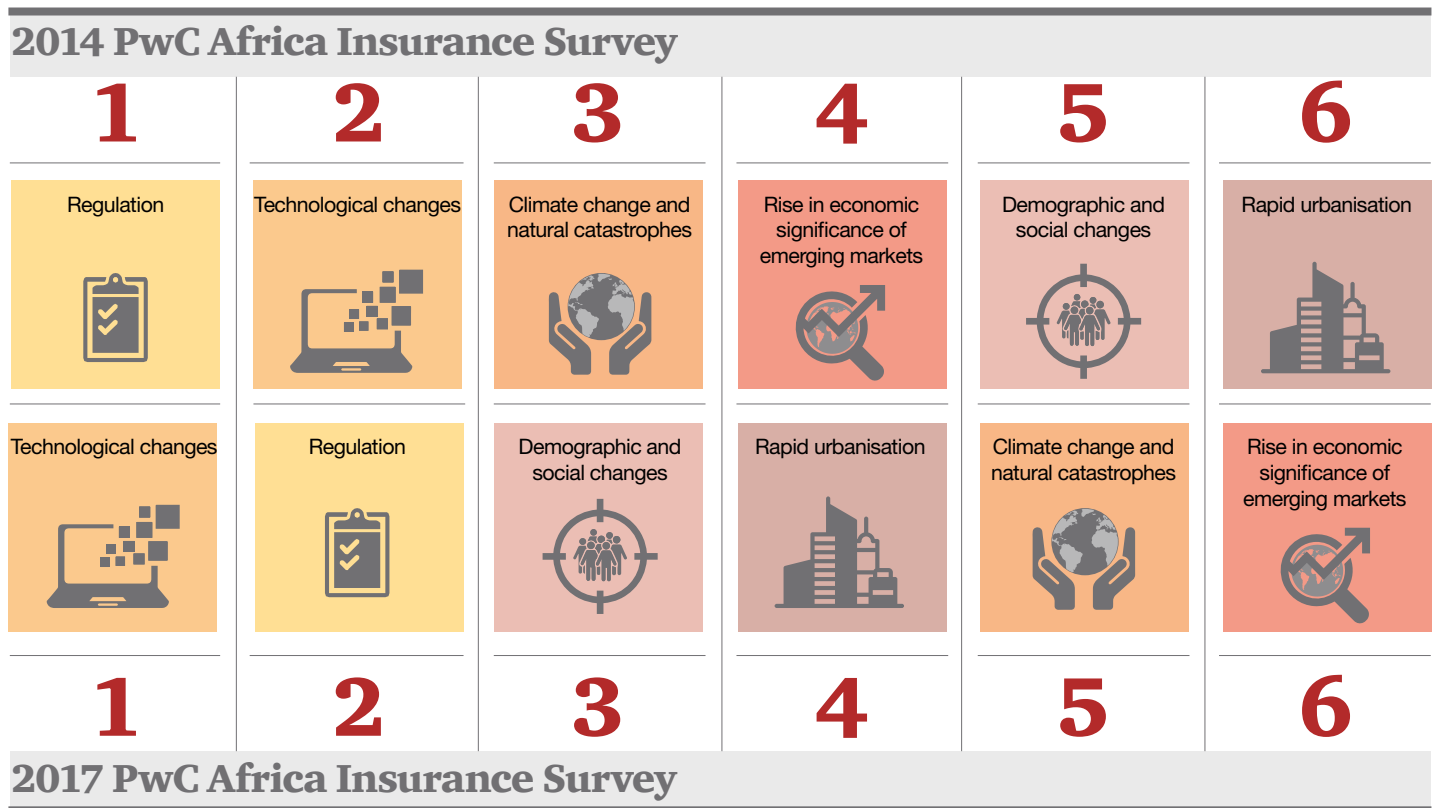 2014 PwC Africa Insurance Survey
1
2
3
4
5
6
Regulation
Technological changes
Climate change and
natural catastrophes
Rise in economic
significance of
emerging markets
Demographic and
social changes
Rapid urbanisation
Technological changes
Regulation
Demographic and
social changes
Rapid urbanisation
Climate change and
natural catastrophes
Rise in economic
significance of
emerging markets
1
2
3
4
5
6
2017 PwC Africa Insurance Survey